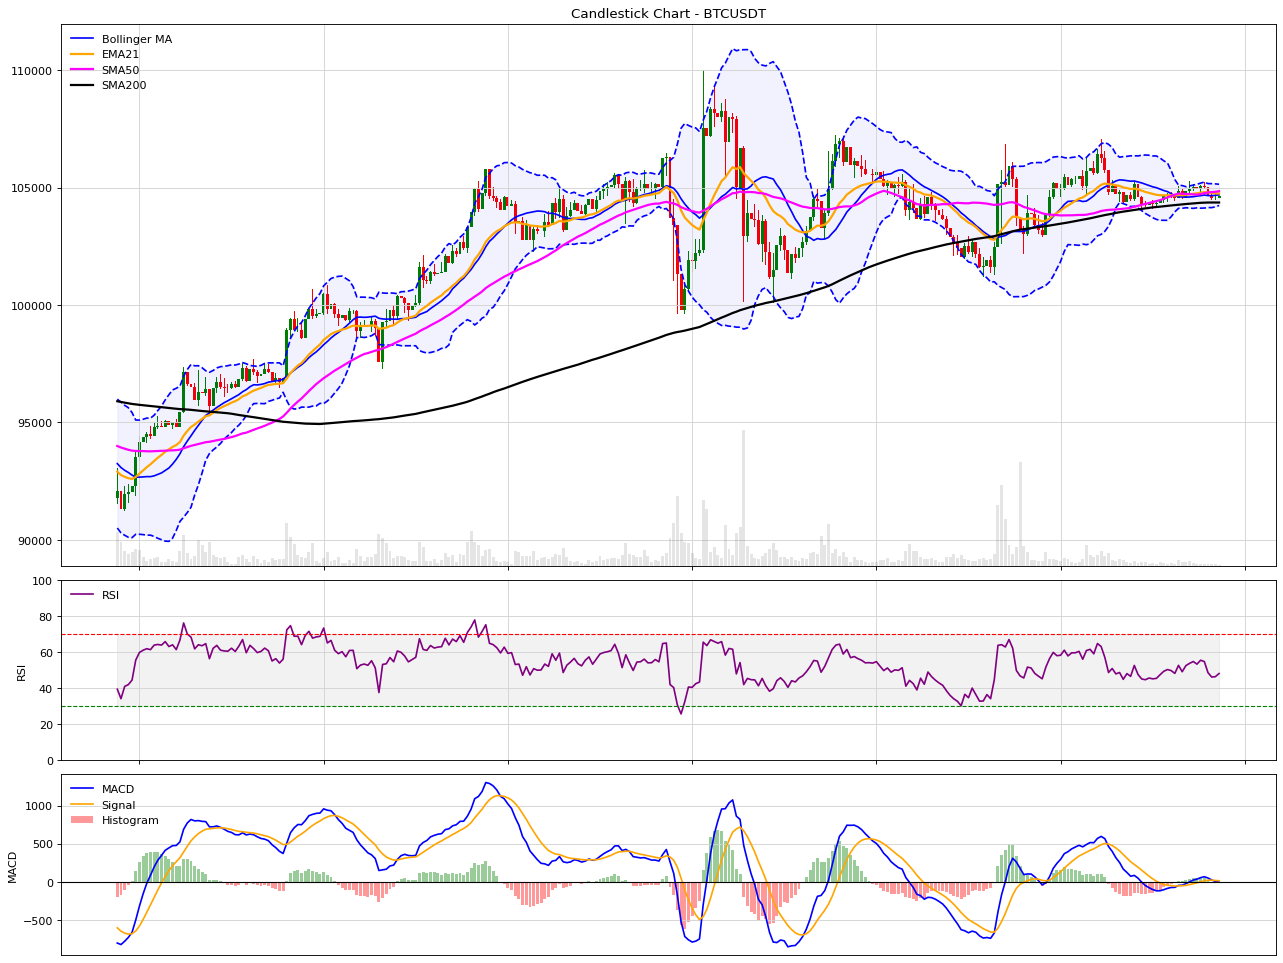 Candlestick Chart - BTCUSDT
Bollinger MA
EMA21
SMA50
SMA200
110000
105000
100000
95000
90000
RSI
RSI
100
80
60
40
20
0
MACD
Signal
Histogram
MACD
1000
500
0
−500